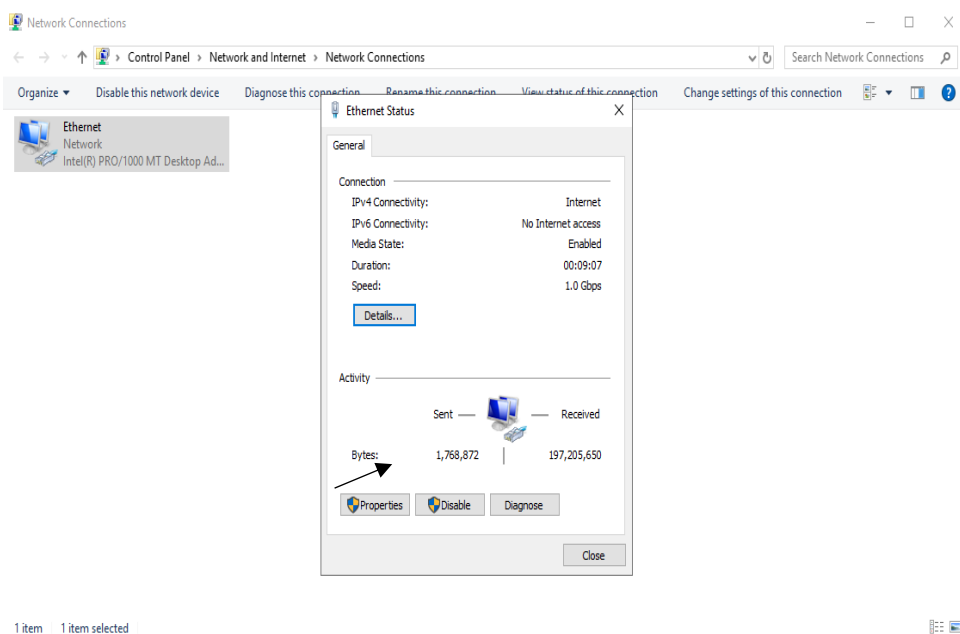 Network Connections
Control Panel > Network and Internet > Network Connections
Search Network Connections
Organize Disable this network device Diagnose this connection Rename this connection View status of this connection Change settings of this connection
Ethernet
Network
Intel(R) PRO/1000 MT Desktop Ad...
Ethernet Status
General
Connection
IPv4 Connectivity: Internet
IPv6 Connectivity: No Internet access
Media State: Enabled
Duration: 00:09:07
Speed: 1.0 Gbps
Details...
Activity
Sent Received
Bytes: 1,768,872 197,205,650
Properties Disable Diagnose
Close
1 item 1 item selected